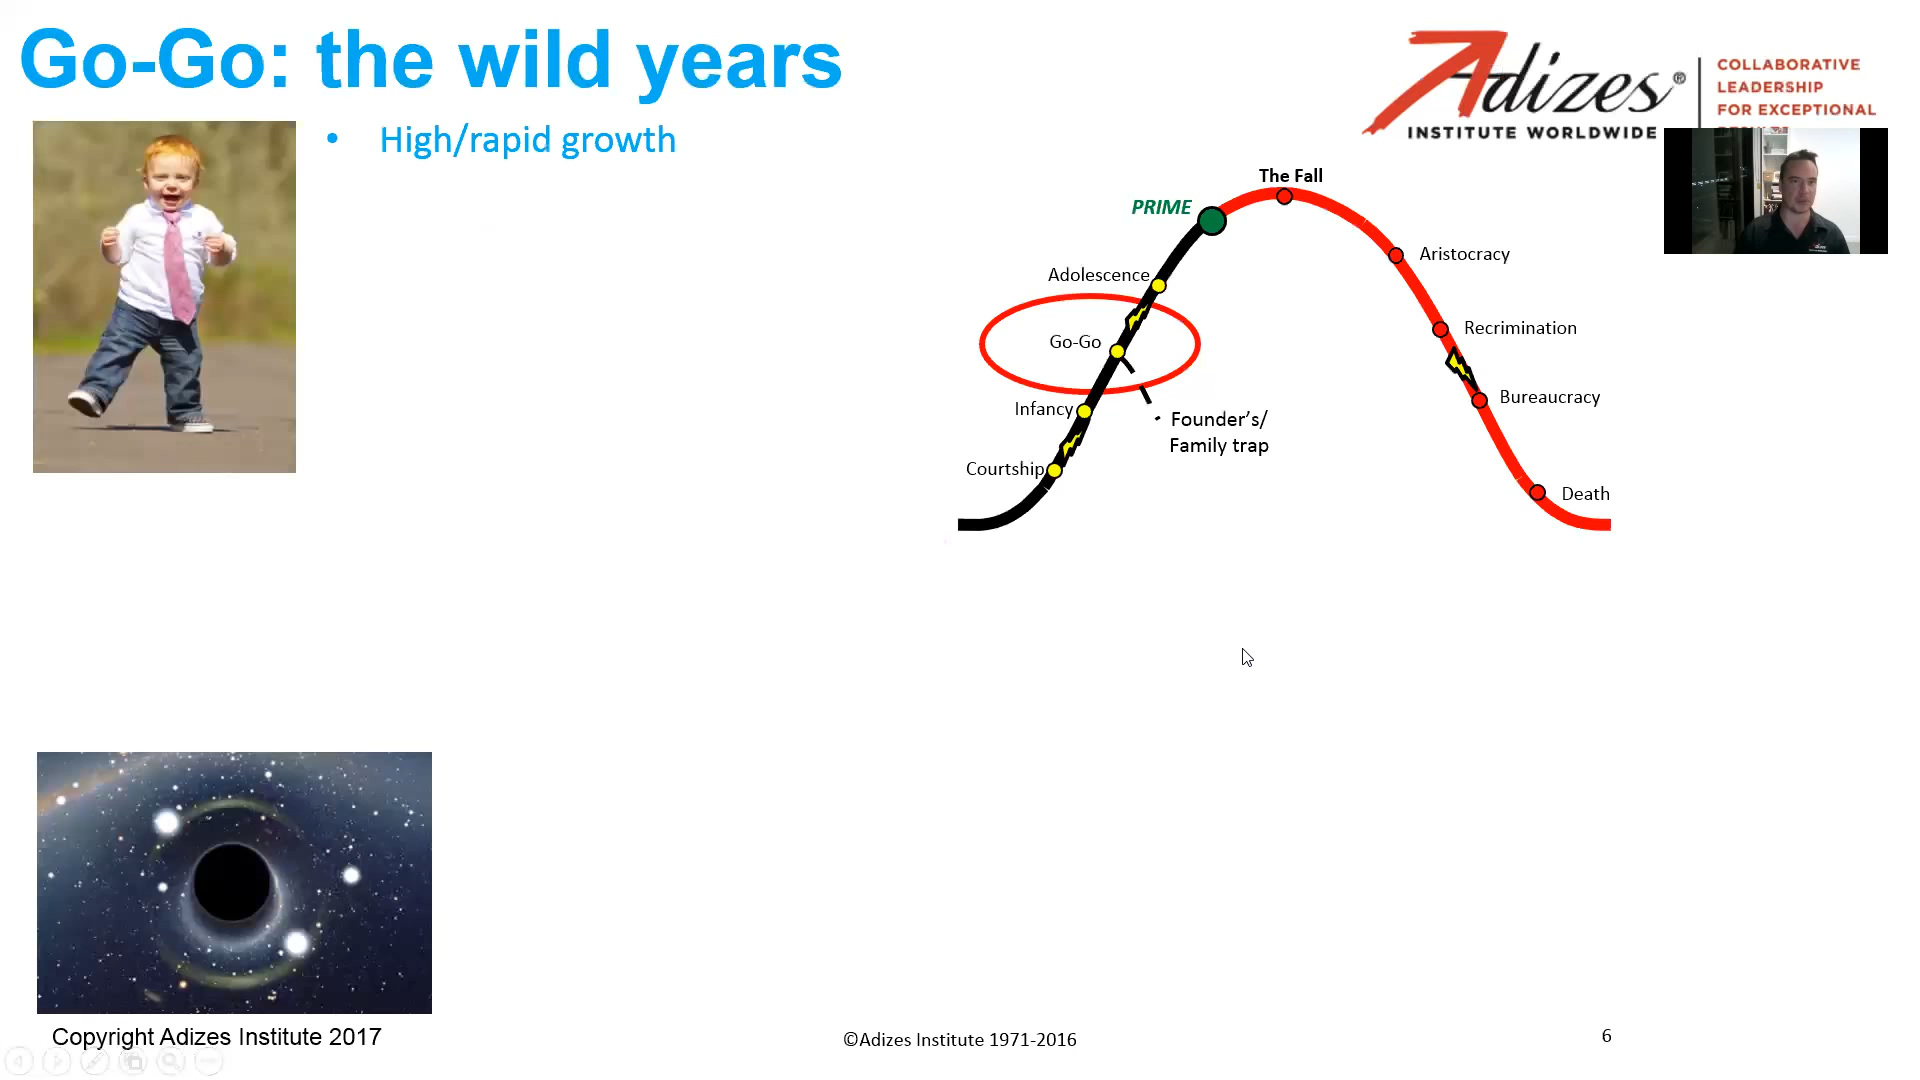 Go-Go: the wild years
• High/rapid growth
Adizes®
INSTITUTE WORLDWIDE
COLLABORATIVE
LEADERSHIP
FOR EXCEPTIONAL
The Fall
PRIME
Aristocracy
Adolescence
Recrimination
Go-Go
Bureaucracy
Infancy
Founder’s/
Family trap
Courtship
Death
Copyright Adizes Institute 2017
©Adizes Institute 1971-2016
6